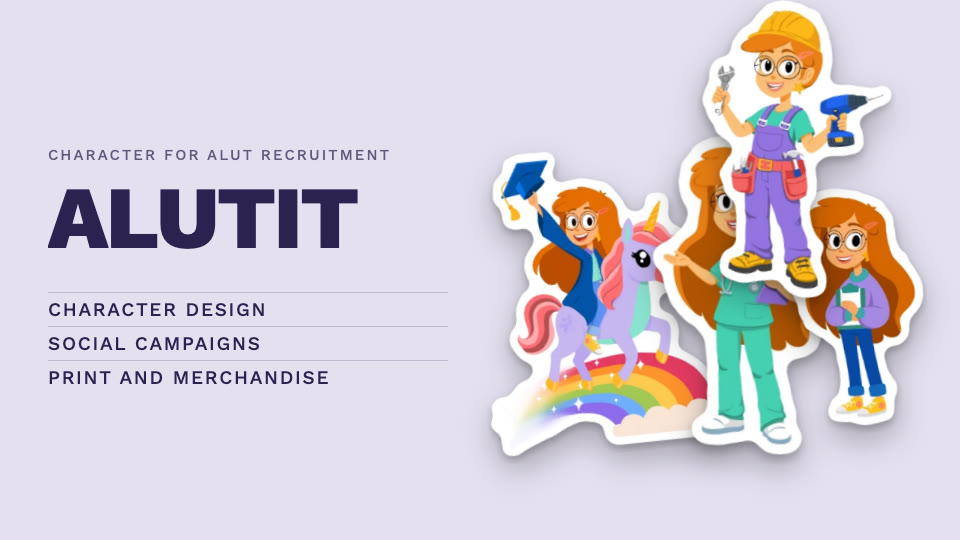 CHARACTER FOR ALUT RECRUITMENT
ALUTIT
CHARACTER DESIGN
SOCIAL CAMPAIGNS
PRINT AND MERCHANDISE